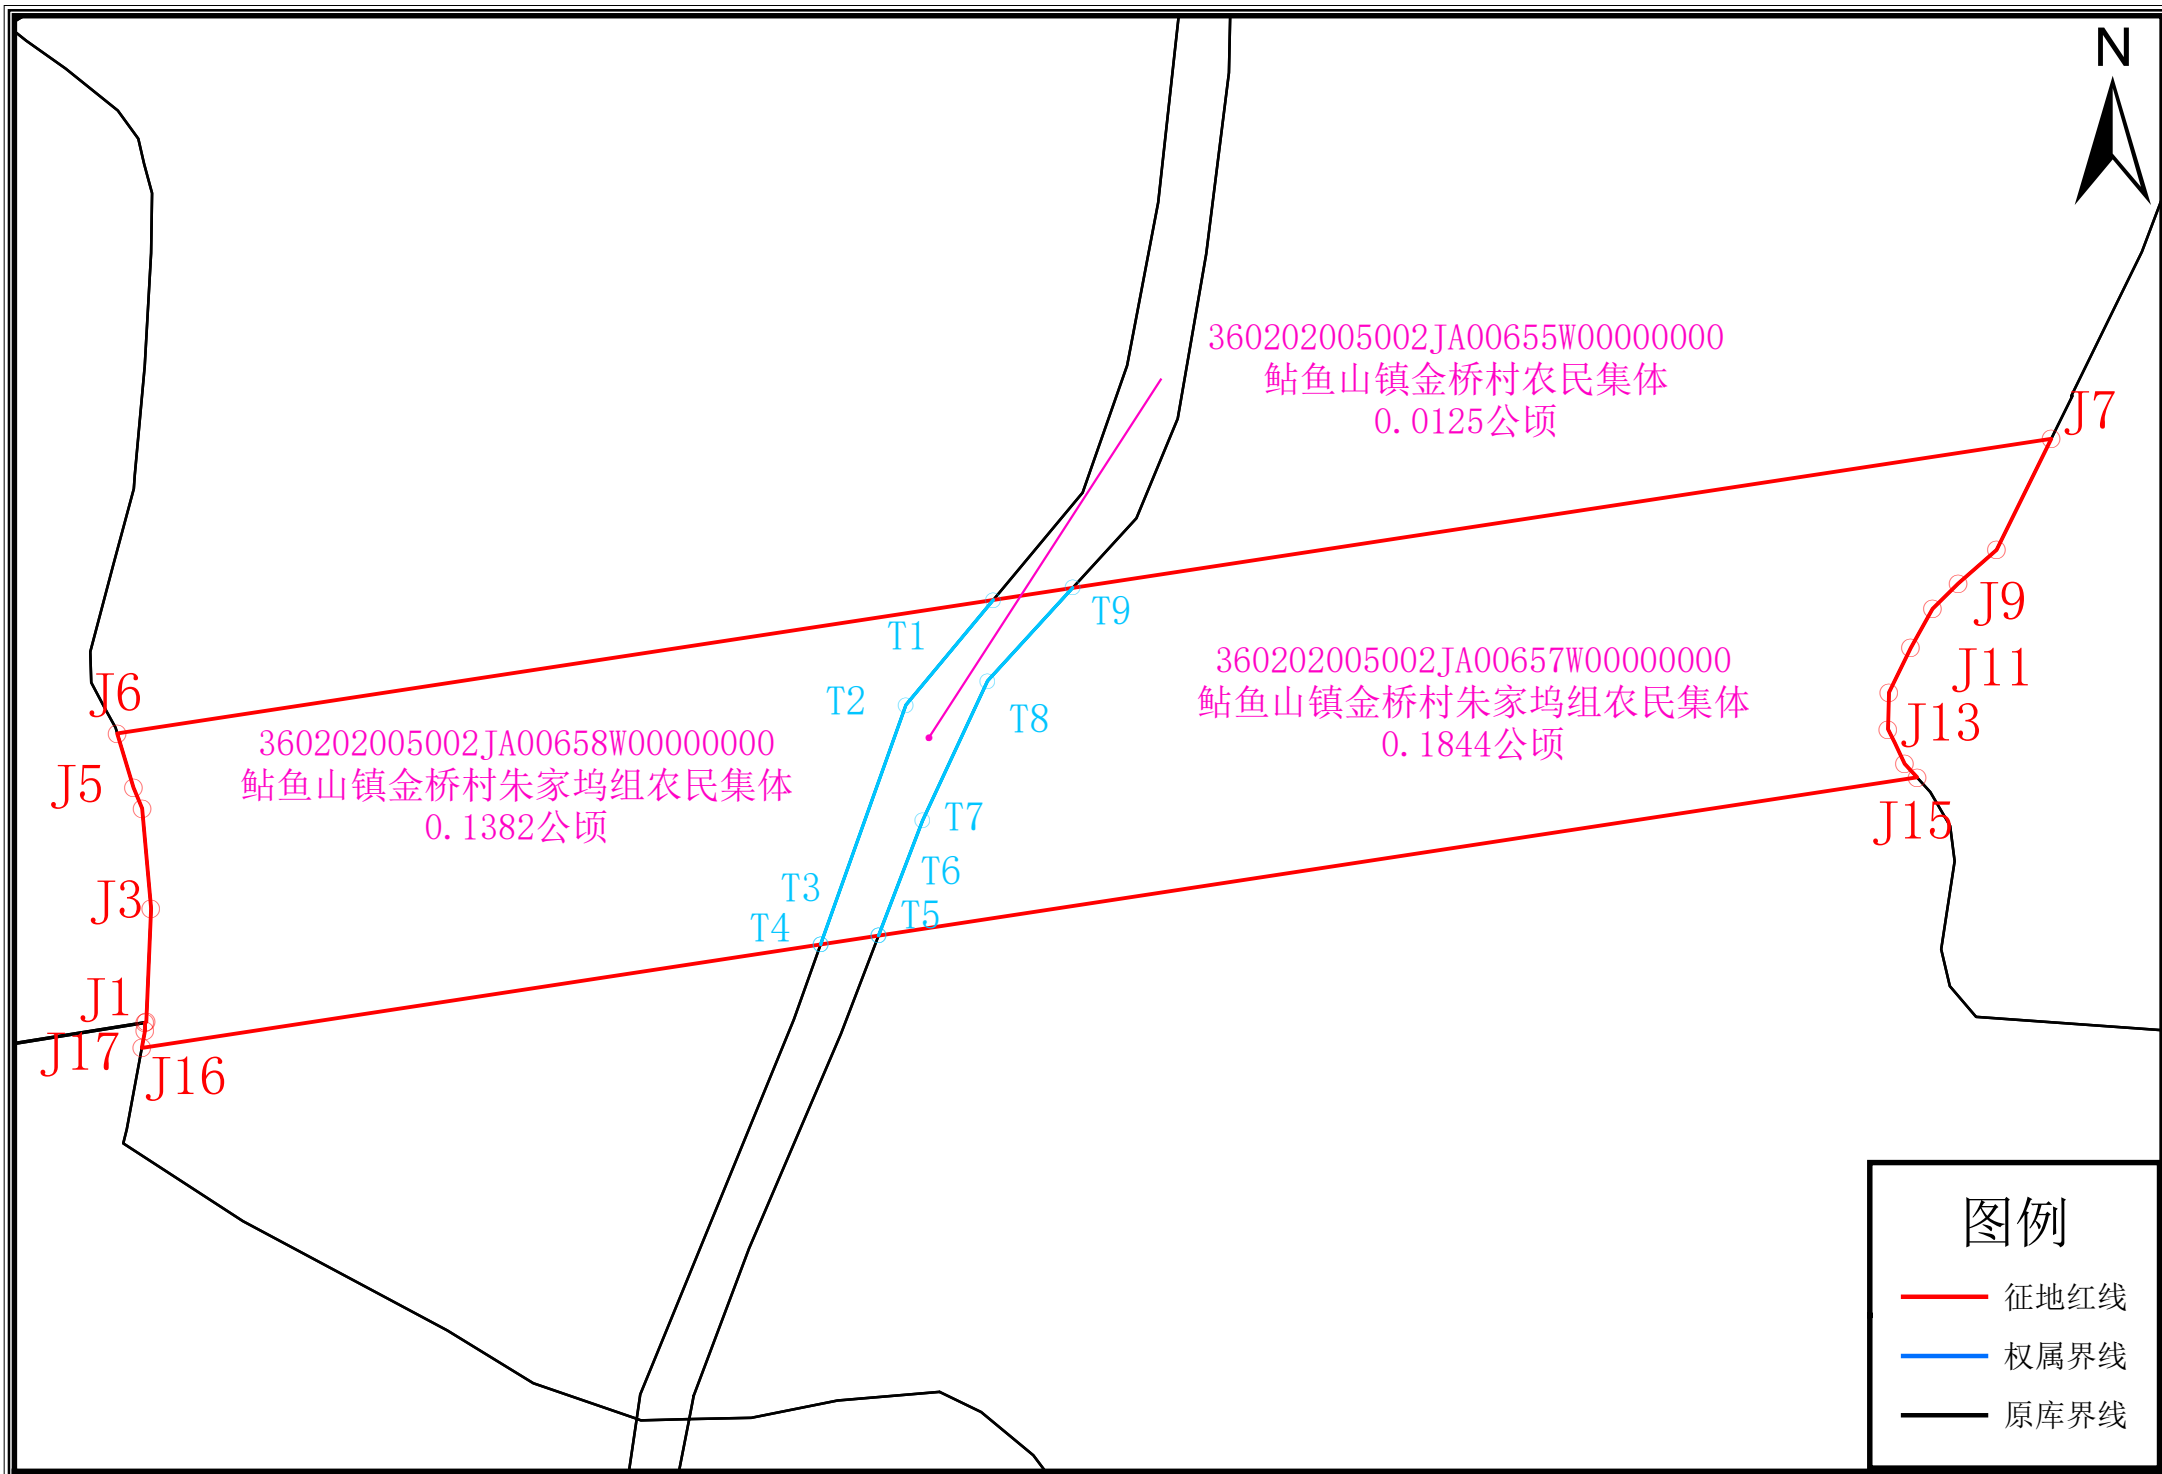 N
360202005002JA00655W00000000
鲇鱼山镇金桥村农民集体
0.0125公顷
J7
J9
T9
T1
J11
360202005002JA00657W00000000
鲇鱼山镇金桥村朱家坞组农民集体
0.1844公顷
J6
T2
T8
J13
360202005002JA00658W00000000
鲇鱼山镇金桥村朱家坞组农民集体
0.1382公顷
J5
T7
J15
T6
T3
J3
T5
T4
J1
J17
J16
图例
征地红线
权属界线
原库界线